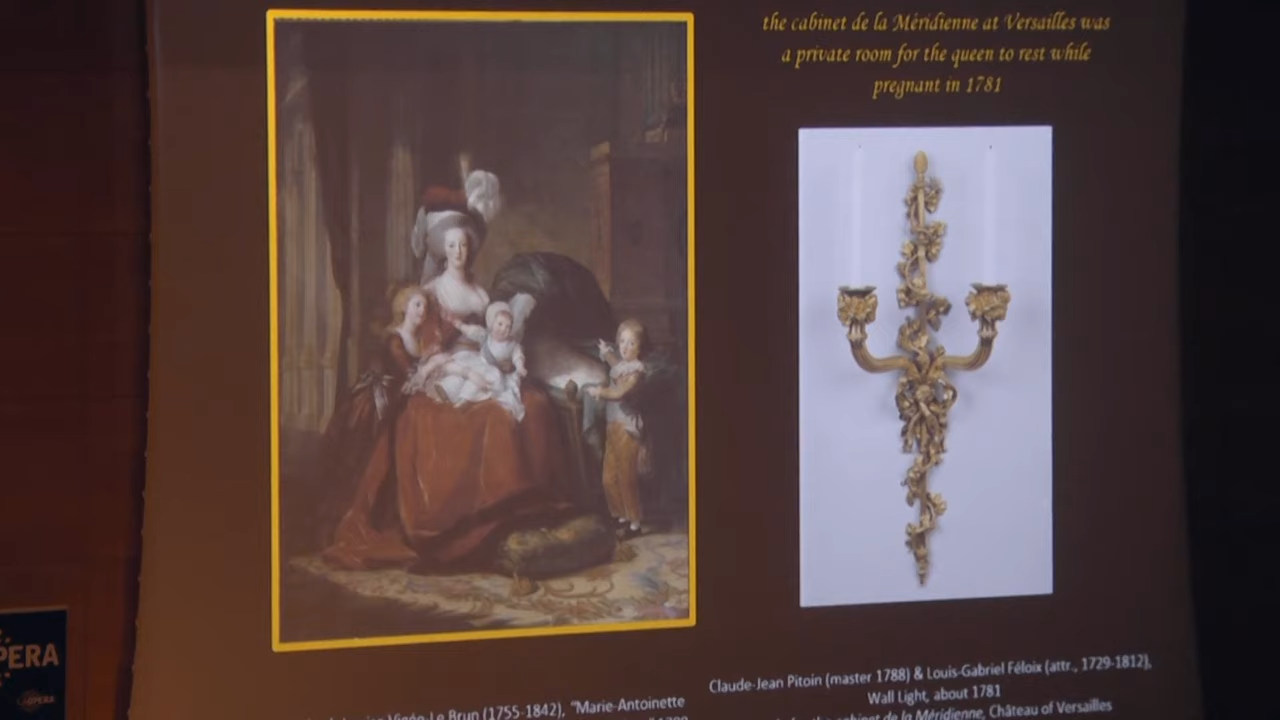 the cabinet de la Méridienne at Versailles was
a private room for the queen to rest while
pregnant in 1781
PERA
Vigée-Le Brun (1755-1842), "Marie-Antoinette
Claude-Jean Pitoin (master 1788) & Louis-Gabriel Féloix (attr., 1729-1812),
Wall Light, about 1781
for the cabinet de la Méridienne, Château of Versailles